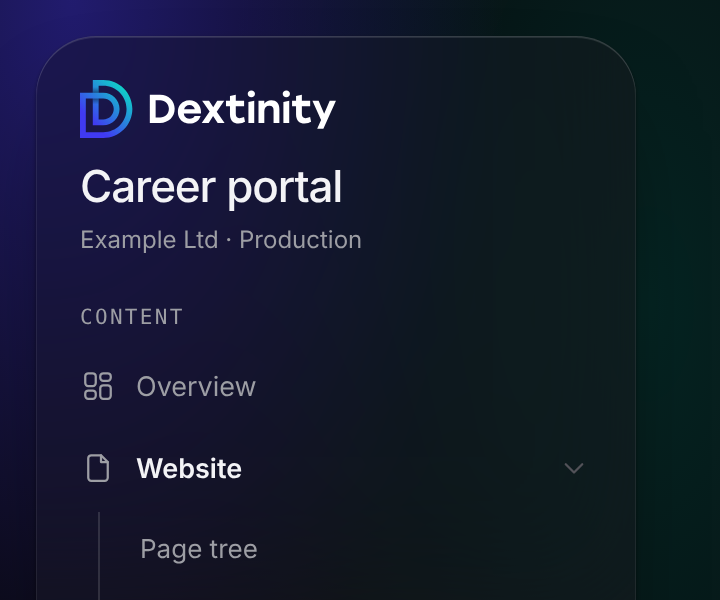 Dextinity
Career portal
Example Ltd · Production
CONTENT
Overview
Website
Page tree